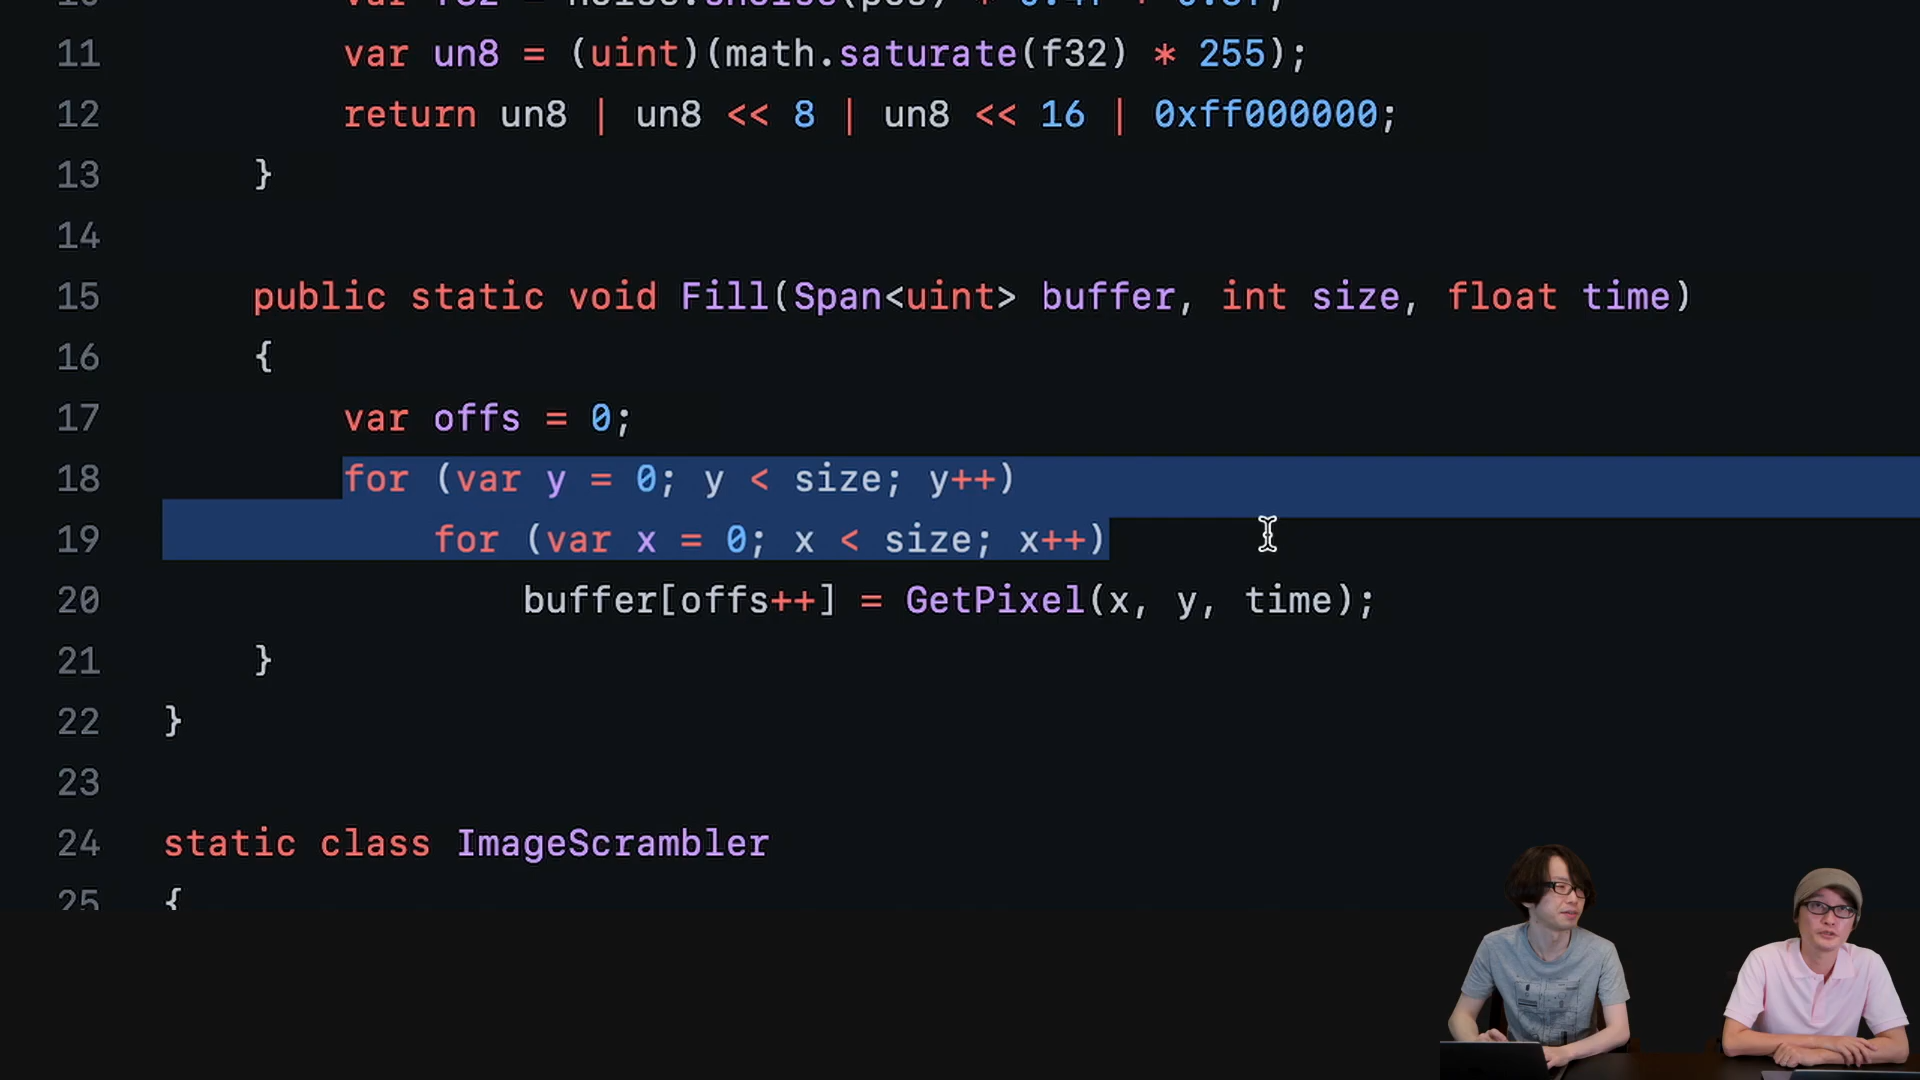 11 var un8 = (uint)(math.saturate(f32) * 255);
12 return un8 | un8 << 8 | un8 << 16 | 0xff000000;
13 }
14
15 public static void Fill(Span<uint> buffer, int size, float time)
16 {
17 var offs = 0;
18 for (var y = 0; y < size; y++)
19 for (var x = 0; x < size; x++)
20 buffer[offs++] = GetPixel(x, y, time);
21 }
22 }
23
24 static class ImageScrambler
25 {